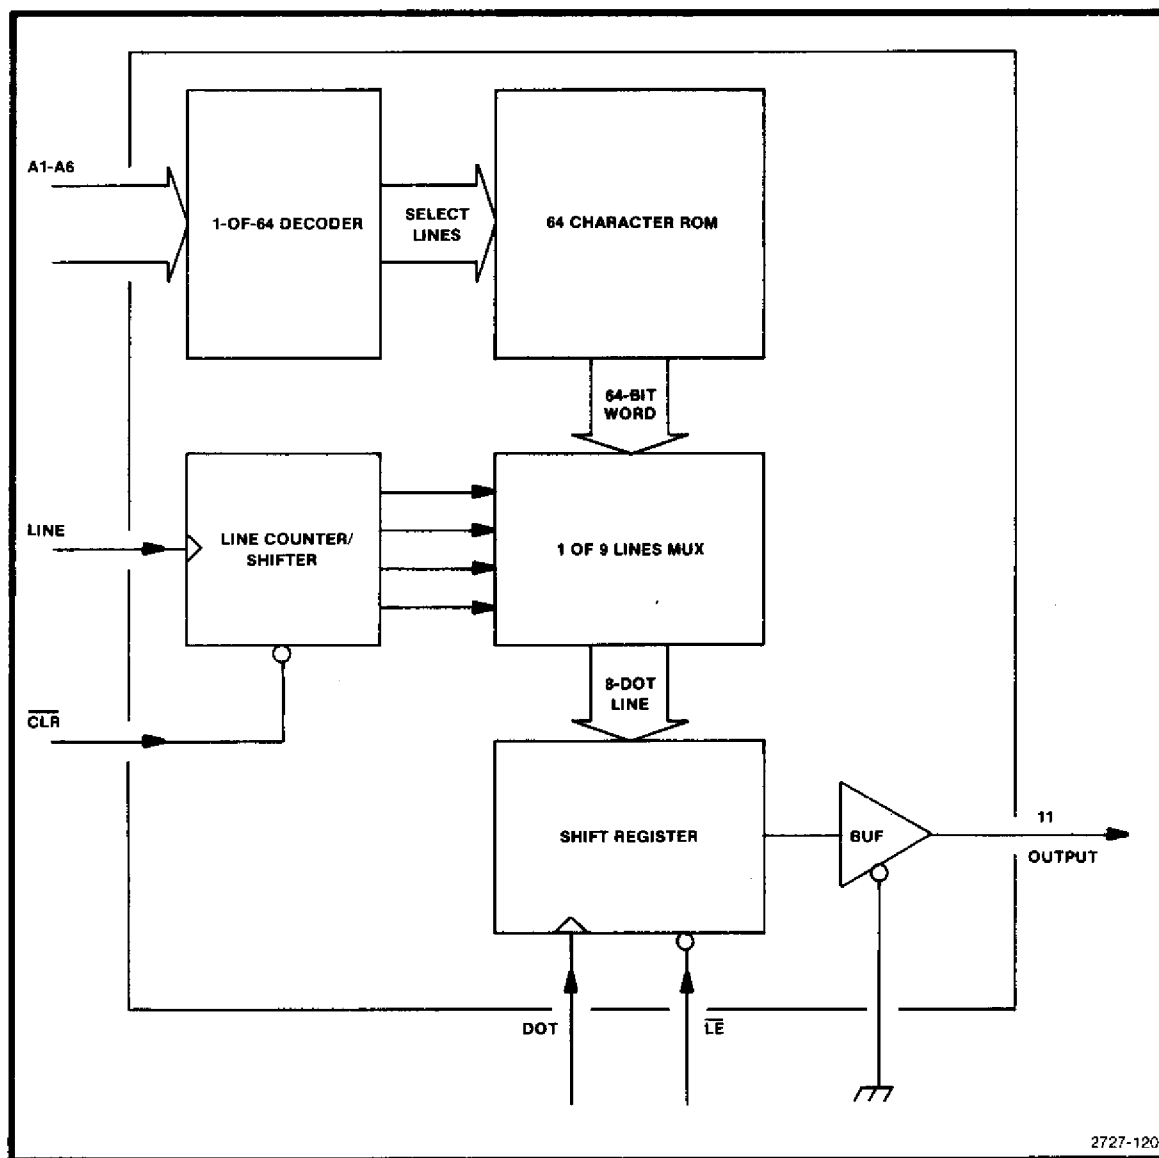 A1-A6
1-OF-64 DECODER
SELECT
LINES
64 CHARACTER ROM
64-BIT
WORD
LINE
LINE COUNTER/
SHIFTER
1 OF 9 LINES MUX
CLR
8-DOT
LINE
SHIFT REGISTER
BUF
11
OUTPUT
DOT
LE
2727-120